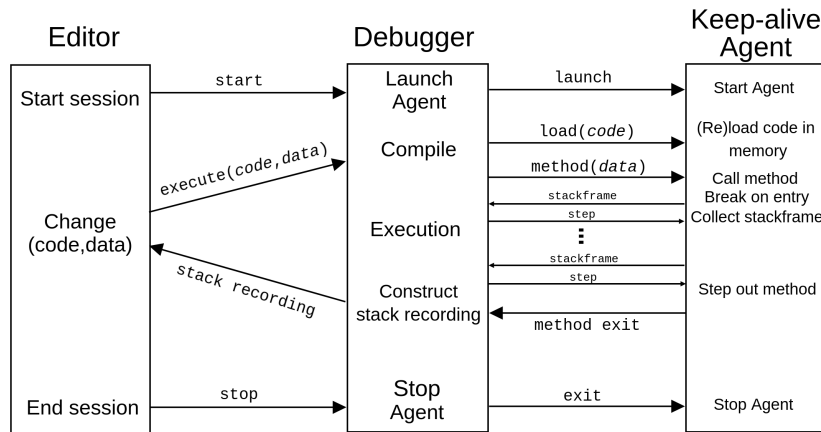 Editor
Debugger
Keep-alive
Agent
Start session
start
Launch
Agent
launch
Start Agent
execute(code,data)
Compile
load(code)
(Re)load code in
memory
method(data)
Call method
Break on entry
Collect stackframe
Change
(code,data)
Execution
stackframe
step
⋮
stackframe
step
stack recording
Construct
stack recording
Step out method
method exit
End session
stop
Stop
Agent
exit
Stop Agent